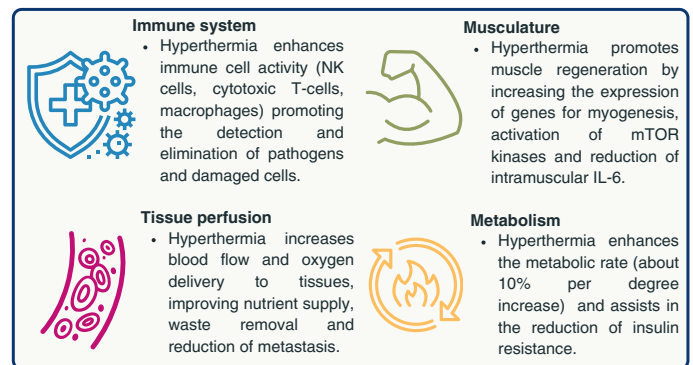 Immune system
• Hyperthermia enhances
immune cell activity (NK
cells, cytotoxic T-cells,
macrophages) promoting
the detection and
elimination of pathogens
and damaged cells.
Musculature
• Hyperthermia promotes
muscle regeneration by
increasing the expression
of genes for myogenesis,
activation of mTOR
kinases and reduction of
intramuscular IL-6.
Tissue perfusion
• Hyperthermia increases
blood flow and oxygen
delivery to tissues,
improving nutrient supply,
waste removal and
reduction of metastasis.
Metabolism
• Hyperthermia enhances
the metabolic rate (about
10% per degree
increase) and assists in
the reduction of insulin
resistance.